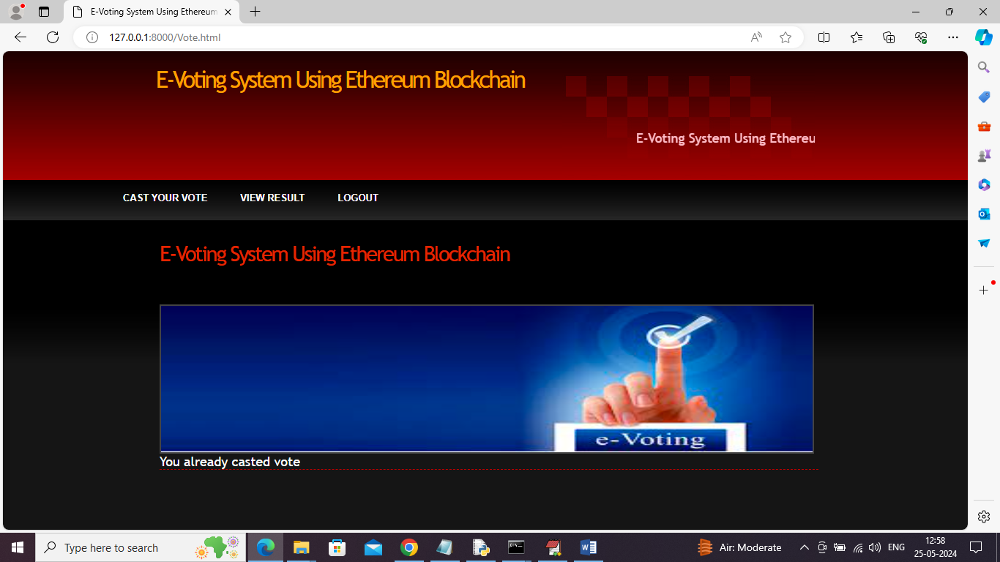 E-Voting System Using Ethereum
127.0.0.1:8000/Vote.html
E-Voting System Using Ethereum Blockchain
E-Voting System Using Ethereu
CAST YOUR VOTE VIEW RESULT LOGOUT
E-Voting System Using Ethereum Blockchain
e-Voting
You already casted vote
Type here to search
Air: Moderate
ENG
12:58
25-05-2024